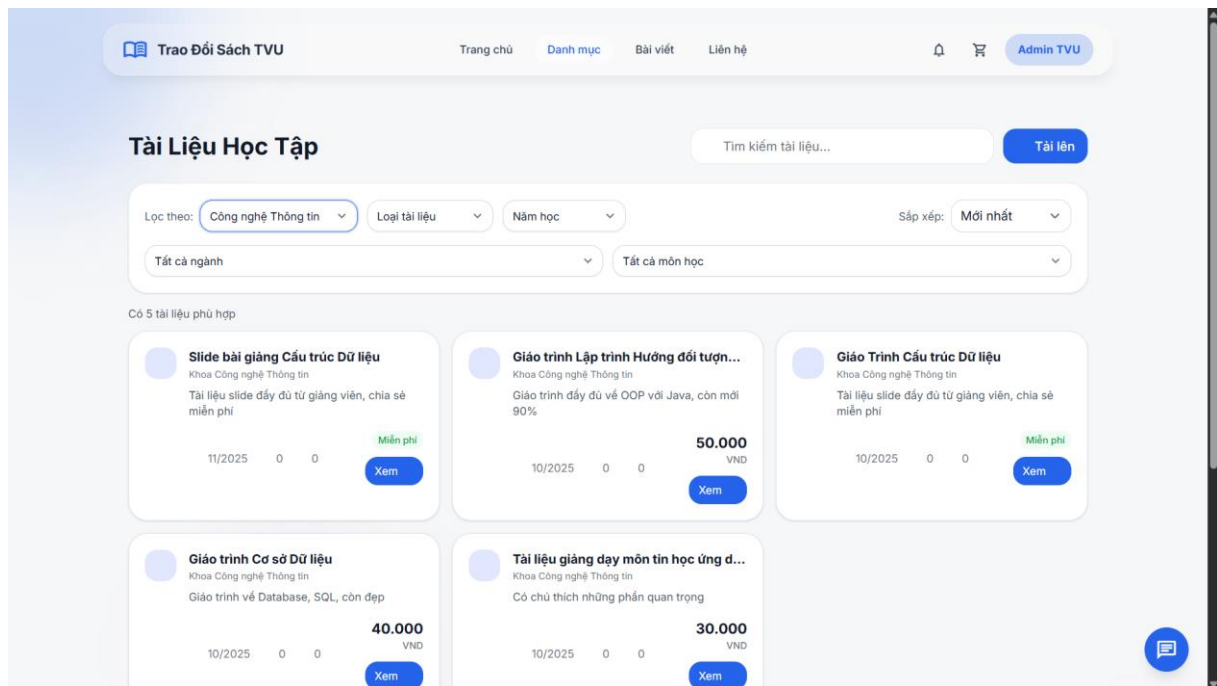 Trao Đổi Sách TVU
Trang chủ
Danh mục
Bài viết
Liên hệ
Admin TVU
Tài Liệu Học Tập
Tìm kiếm tài liệu...
Tải lên
Lọc theo:
Công nghệ Thông tin
Loại tài liệu
Năm học
Sắp xếp:
Mới nhất
Tất cả ngành
Tất cả môn học
Có 5 tài liệu phù hợp
Slide bài giảng Cấu trúc Dữ liệu
Khoa Công nghệ Thông tin
Tài liệu slide đầy đủ từ giảng viên, chia sẻ
miễn phí
Miễn phí
11/2025 0 0
Xem
Giáo trình Lập trình Hướng đối tượn...
Khoa Công nghệ Thông tin
Giáo trình đầy đủ về OOP với Java, còn mới
90%
50.000
VND
10/2025 0 0
Xem
Giáo Trình Cấu trúc Dữ liệu
Khoa Công nghệ Thông tin
Tài liệu slide đầy đủ từ giảng viên, chia sẻ
miễn phí
Miễn phí
10/2025 0 0
Xem
Giáo trình Cơ sở Dữ liệu
Khoa Công nghệ Thông tin
Giáo trình về Database, SQL, còn đẹp
40.000
VND
10/2025 0 0
Xem
Tài liệu giảng dạy môn tin học ứng d...
Khoa Công nghệ Thông tin
Có chú thích những phần quan trọng
30.000
VND
10/2025 0 0
Xem